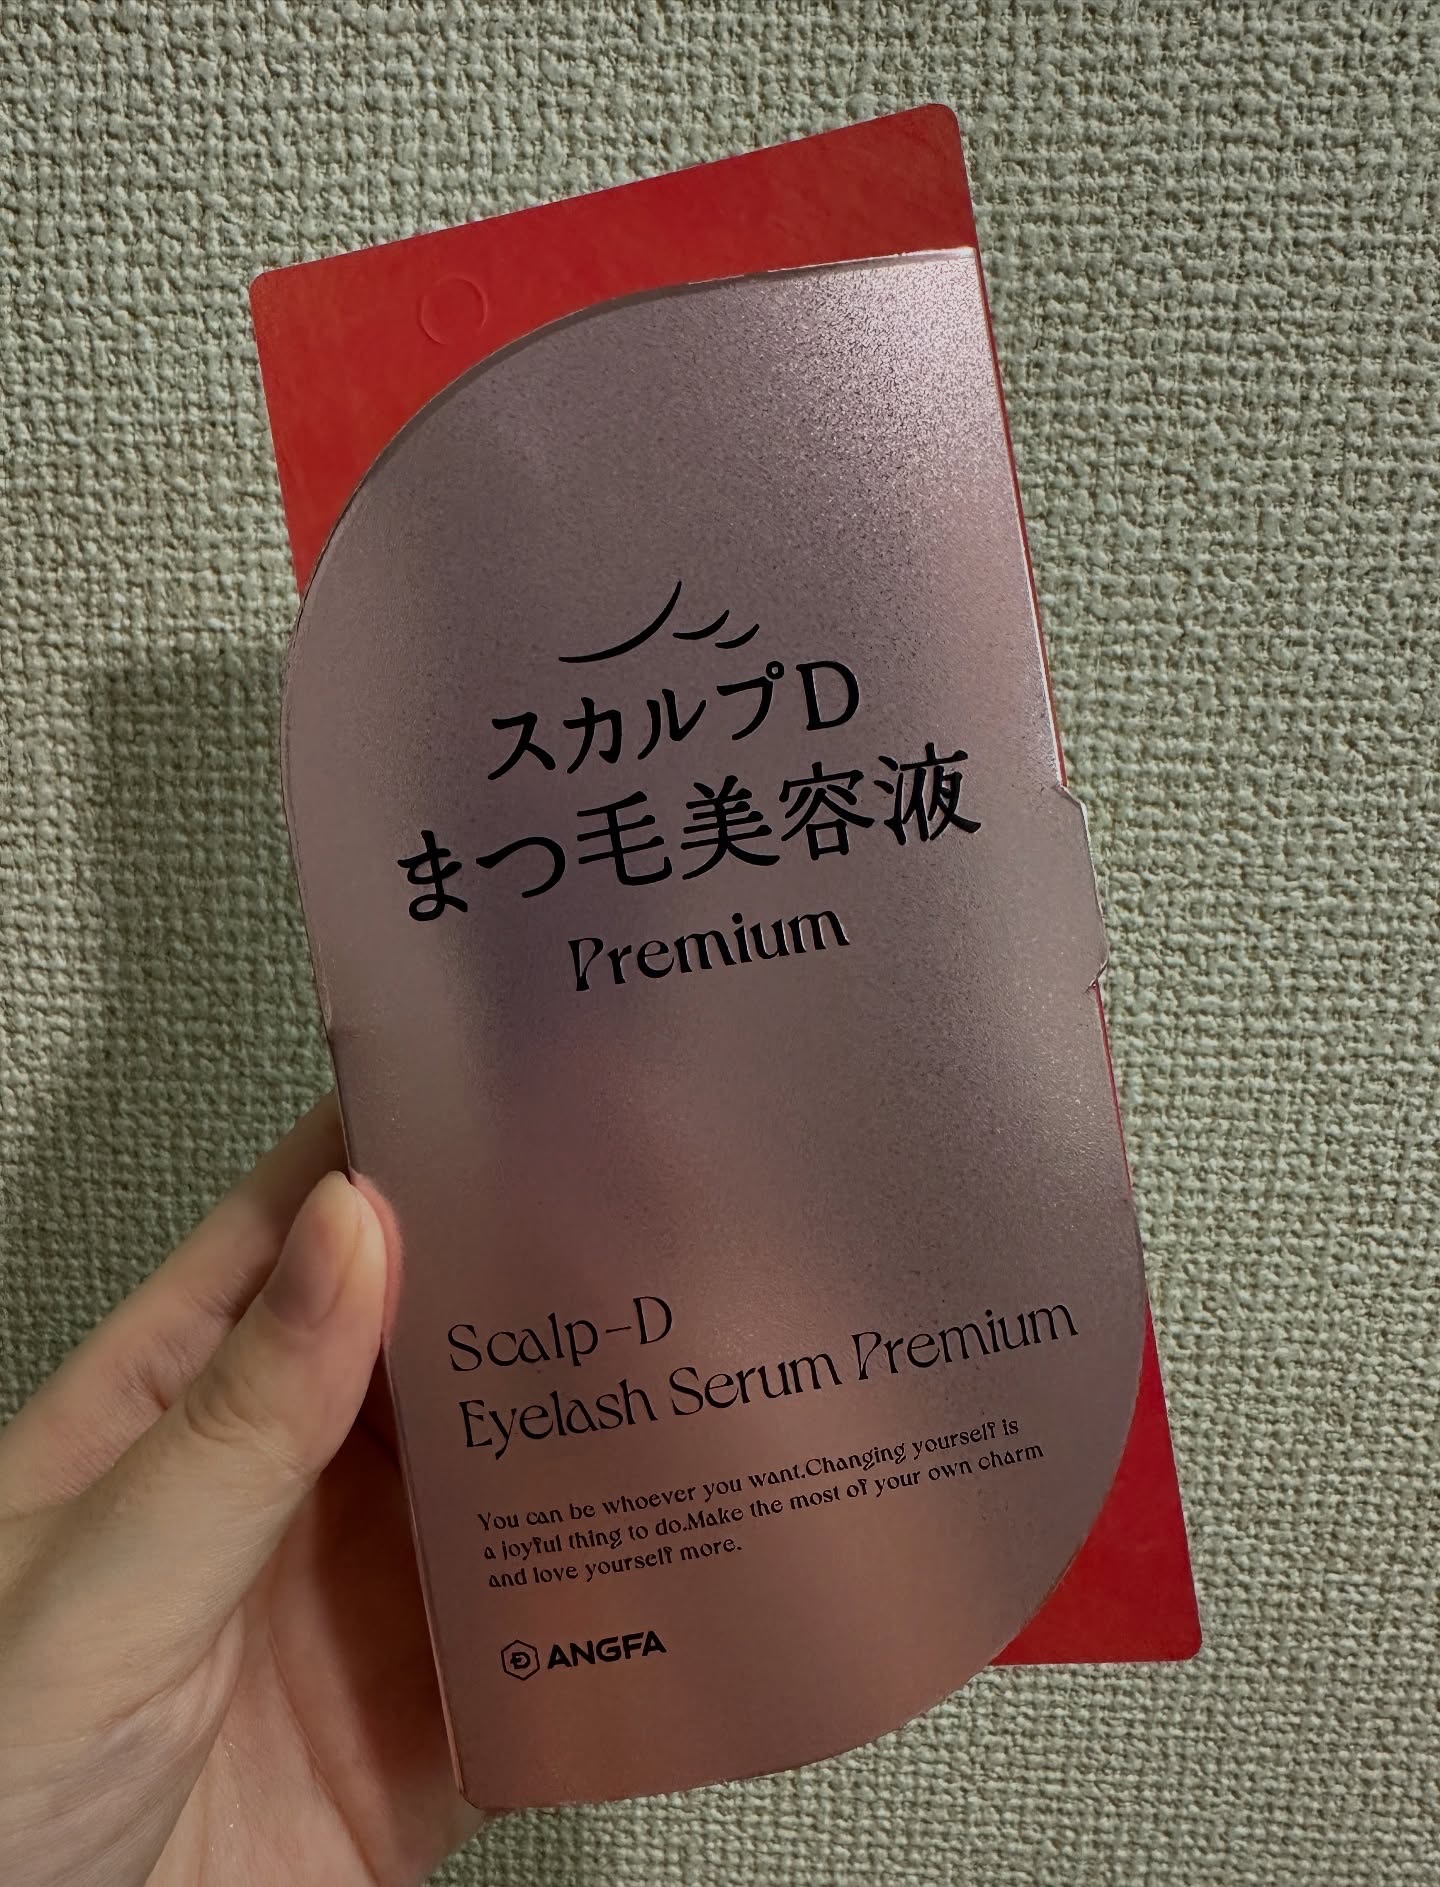 スカルプD
まつ毛美容液
Premium
Scalp-D
Eyelash Serum Premium
You can be whoever you want.Changing yourself is
a joyful thing to do.Make the most of your own charm
and love yourself more.
ANGFA